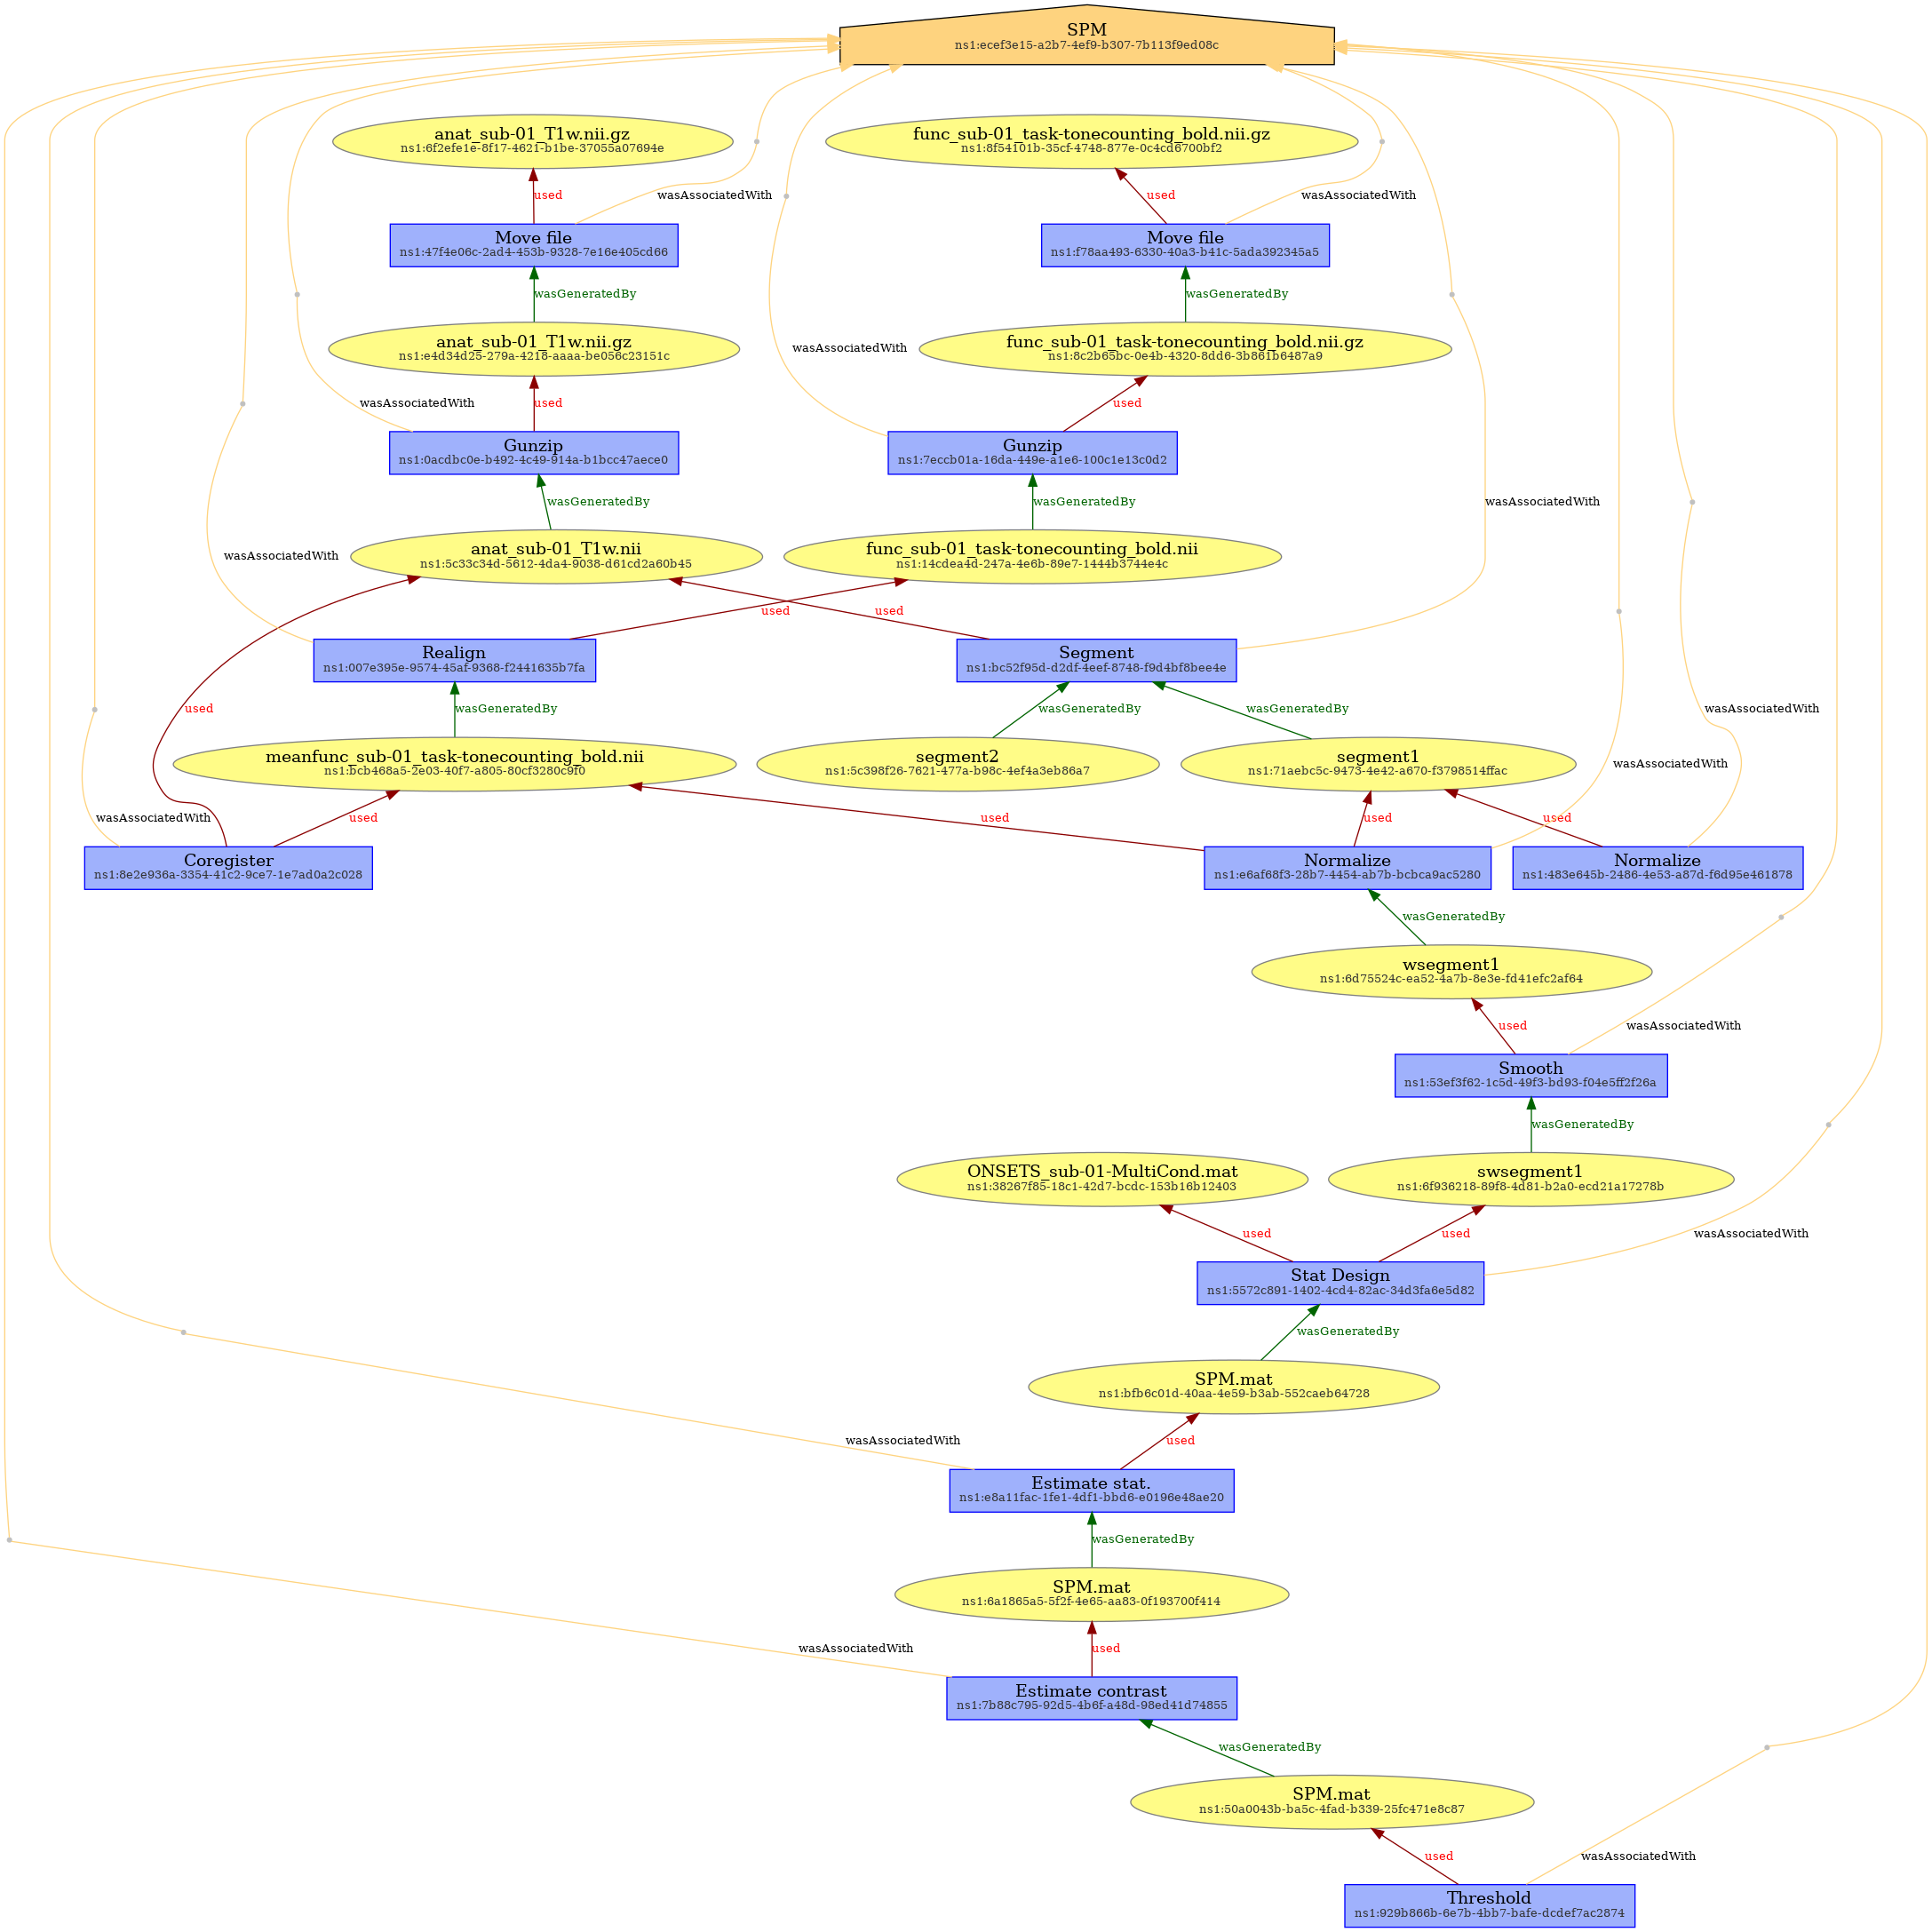 SPM
ns1:ecef3e15-a2b7-4ef9-b307-7b113f9ed08c
anat_sub-01_T1w.nii.gz
ns1:6f2efe1e-8f17-4621-b1be-37055a07694e
func_sub-01_task-tonecounting_bold.nii.gz
ns1:8f54101b-35cf-4748-877e-0c4cd6700bf2
used
wasAssociatedWith
used
wasAssociatedWith
Move file
ns1:47f4e06c-2ad4-453b-9328-7e16e405cd66
Move file
ns1:f78aa493-6330-40a3-b41c-5ada392345a5
wasGeneratedBy
wasGeneratedBy
anat_sub-01_T1w.nii.gz
ns1:e4d34d25-279a-4218-aaaa-be056c23151c
wasAssociatedWith
func_sub-01_task-tonecounting_bold.nii.gz
ns1:8c2b65bc-0e4b-4320-8dd6-3b861b6487a9
wasAssociatedWith
used
used
Gunzip
ns1:0acdbc0e-b492-4c49-914a-b1bcc47aece0
Gunzip
ns1:7eccb01a-16da-449e-a1e6-100c1e13c0d2
wasGeneratedBy
wasGeneratedBy
wasAssociatedWith
wasAssociatedWith
anat_sub-01_T1w.nii
ns1:5c33c34d-5612-4da4-9038-d61cd2a60b45
func_sub-01_task-tonecounting_bold.nii
ns1:14cdea4d-247a-4e6b-89e7-1444b3744e4c
used
used
Realign
ns1:007e395e-9574-45af-9368-f2441635b7fa
Segment
ns1:bc52f95d-d2df-4eef-8748-f9d4bf8bee4e
used
wasGeneratedBy
wasGeneratedBy
wasGeneratedBy
wasAssociatedWith
meanfunc_sub-01_task-tonecounting_bold.nii
ns1:bcb468a5-2e03-40f7-a805-80cf3280c9f0
segment2
ns1:5c398f26-7621-477a-b98c-4ef4a3eb86a7
segment1
ns1:71aebc5c-9473-4e42-a670-f3798514ffac
wasAssociatedWith
wasAssociatedWith
used
used
used
used
Coregister
ns1:8e2e936a-3354-41c2-9ce7-1e7ad0a2c028
Normalize
ns1:e6af68f3-28b7-4454-ab7b-bcbca9ac5280
Normalize
ns1:483e645b-2486-4e53-a87d-f6d95e461878
wasGeneratedBy
wsegment1
ns1:6d75524c-ea52-4a7b-8e3e-fd41efc2af64
used
wasAssociatedWith
Smooth
ns1:53ef3f62-1c5d-49f3-bd93-f04e5ff2f26a
wasGeneratedBy
ONSETS_sub-01-MultiCond.mat
ns1:38267f85-18c1-42d7-bcdc-153b16b12403
swsegment1
ns1:6f936218-89f8-4d81-b2a0-ecd21a17278b
used
used
wasAssociatedWith
Stat Design
ns1:5572c891-1402-4cd4-82ac-34d3fa6e5d82
wasGeneratedBy
SPM.mat
ns1:bfb6c01d-40aa-4e59-b3ab-552caeb64728
wasAssociatedWith
used
Estimate stat.
ns1:e8a11fac-1fe1-4df1-bbd6-e0196e48ae20
wasGeneratedBy
SPM.mat
ns1:6a1865a5-5f2f-4e65-aa83-0f193700f414
wasAssociatedWith
used
Estimate contrast
ns1:7b88c795-92d5-4b6f-a48d-98ed41d74855
wasGeneratedBy
SPM.mat
ns1:50a0043b-ba5c-4fad-b339-25fc471e8c87
used
wasAssociatedWith
Threshold
ns1:929b866b-6e7b-4bb7-bafe-dcdef7ac2874